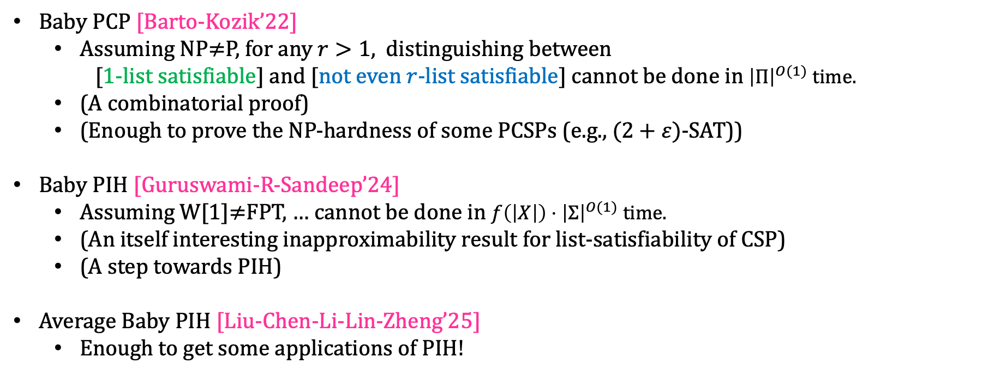 • Baby PCP [Barto-Kozik’22]
• Assuming NP≠P, for any r > 1, distinguishing between
[1-list satisfiable] and [not even r-list satisfiable] cannot be done in |Π|^{O(1)} time.
• (A combinatorial proof)
• (Enough to prove the NP-hardness of some PCSPs (e.g., (2 + ε)-SAT))
• Baby PIH [Guruswami-R-Sandeep’24]
• Assuming W[1]≠FPT, ... cannot be done in f(|X|) · |Σ|^{O(1)} time.
• (An itself interesting inapproximability result for list-satisfiability of CSP)
• (A step towards PIH)
• Average Baby PIH [Liu-Chen-Li-Lin-Zheng’25]
• Enough to get some applications of PIH!